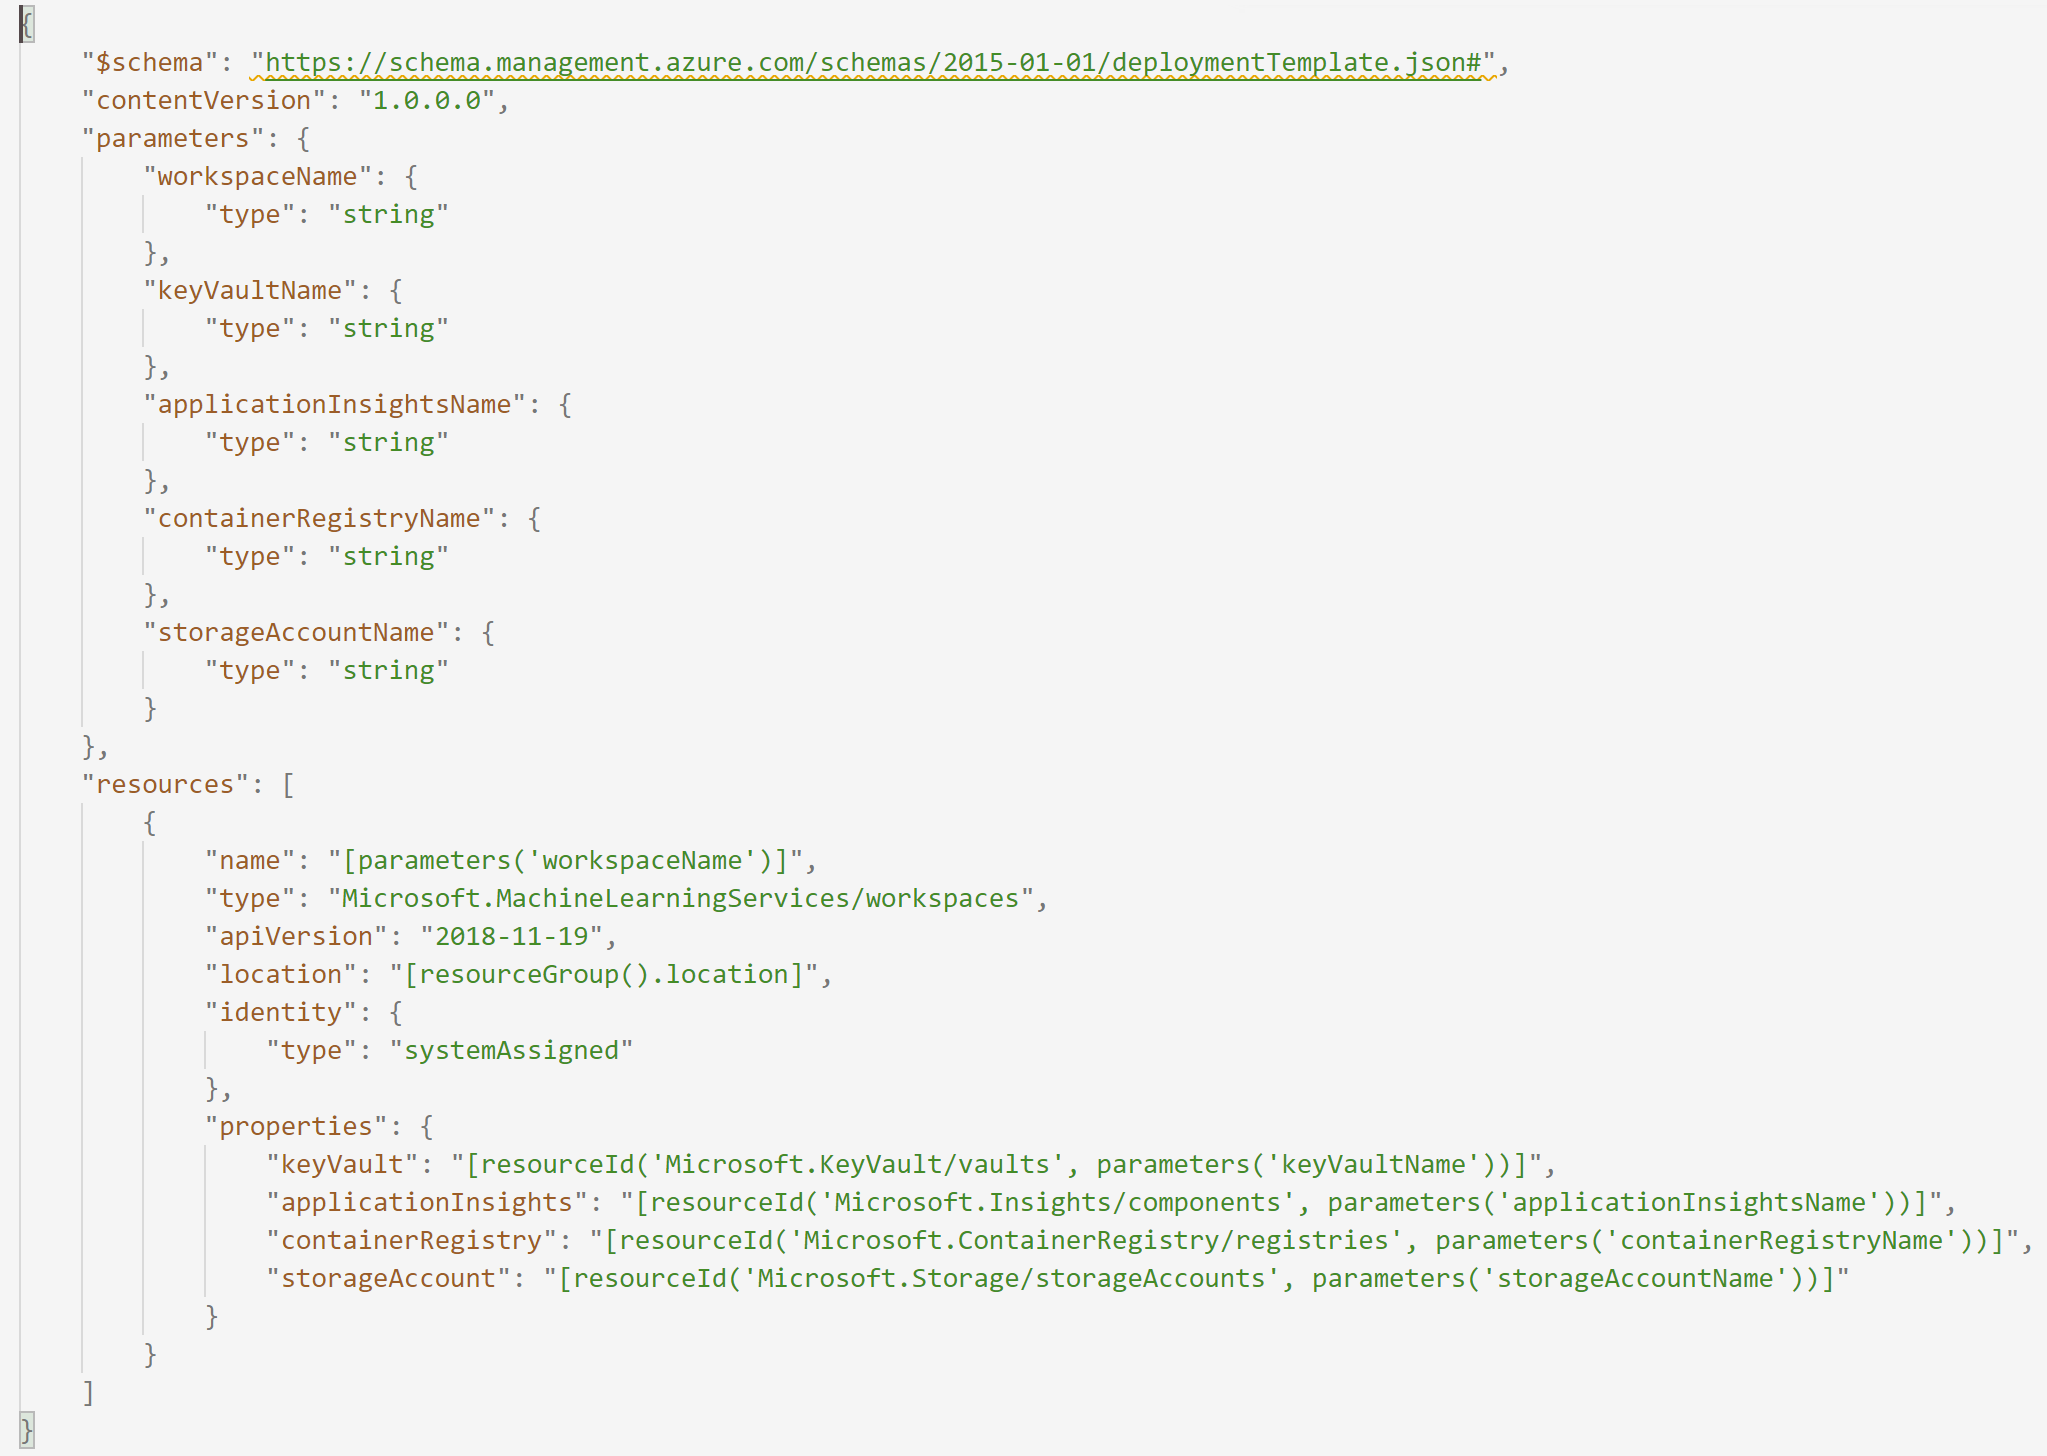 {
    "$schema": "https://schema.management.azure.com/schemas/2015-01-01/deploymentTemplate.json#",
    "contentVersion": "1.0.0.0",
    "parameters": {
        "workspaceName": {
            "type": "string"
        },
        "keyVaultName": {
            "type": "string"
        },
        "applicationInsightsName": {
            "type": "string"
        },
        "containerRegistryName": {
            "type": "string"
        },
        "storageAccountName": {
            "type": "string"
        }
    },
    "resources": [
        {
            "name": "[parameters('workspaceName')]",
            "type": "Microsoft.MachineLearningServices/workspaces",
            "apiVersion": "2018-11-19",
            "location": "[resourceGroup().location]",
            "identity": {
                "type": "systemAssigned"
            },
            "properties": {
                "keyVault": "[resourceId('Microsoft.KeyVault/vaults', parameters('keyVaultName'))]",
                "applicationInsights": "[resourceId('Microsoft.Insights/components', parameters('applicationInsightsName'))]",
                "containerRegistry": "[resourceId('Microsoft.ContainerRegistry/registries', parameters('containerRegistryName'))]",
                "storageAccount": "[resourceId('Microsoft.Storage/storageAccounts', parameters('storageAccountName'))]"
            }
        }
    ]
}